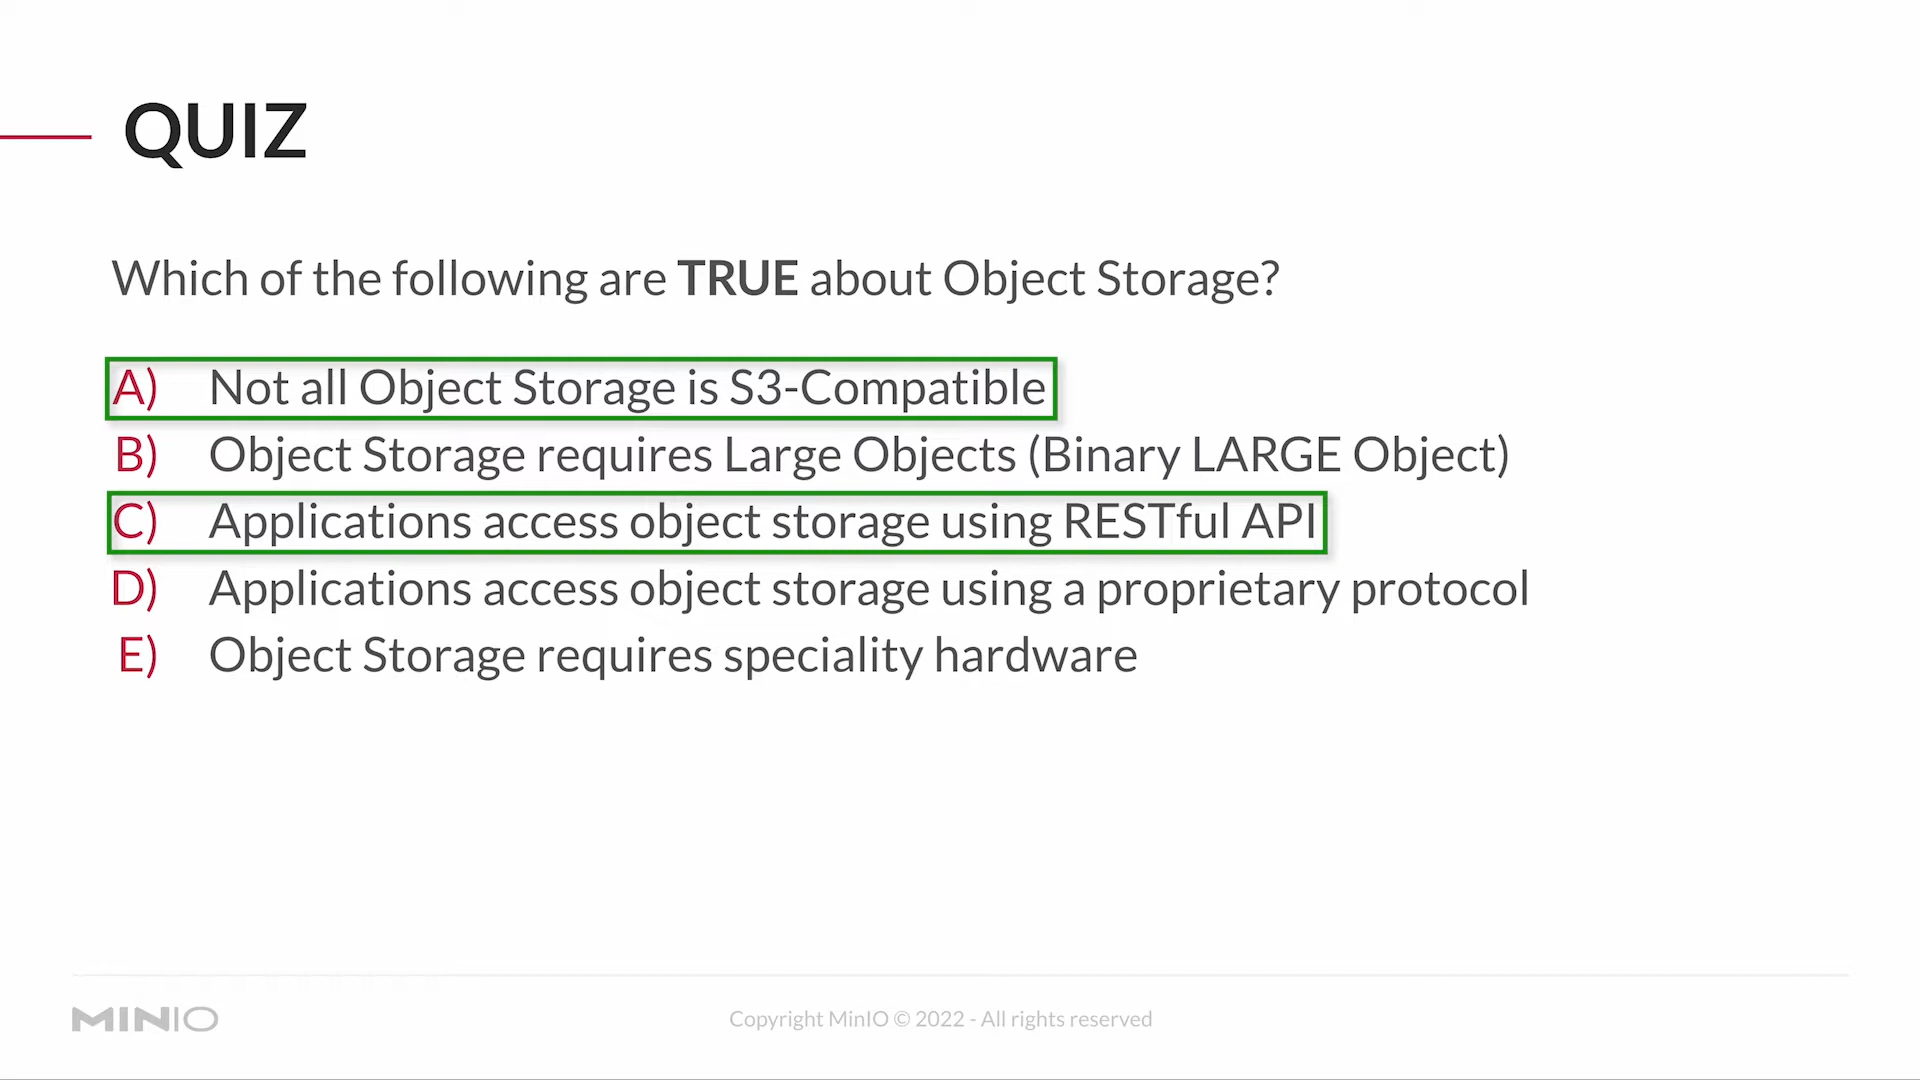 QUIZ
Which of the following are TRUE about Object Storage?
A) Not all Object Storage is S3-Compatible
B) Object Storage requires Large Objects (Binary LARGE Object)
C) Applications access object storage using RESTful API
D) Applications access object storage using a proprietary protocol
E) Object Storage requires speciality hardware
MINIO
Copyright MinIO © 2022 - All rights reserved